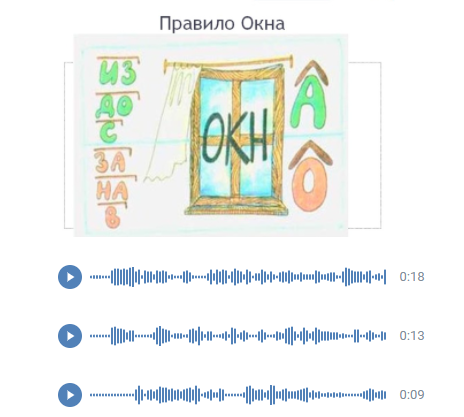 Правило Окна
ИЗ
ДО
С
ЗА
НА
В
ОКН
А
О
0:18
0:13
0:09